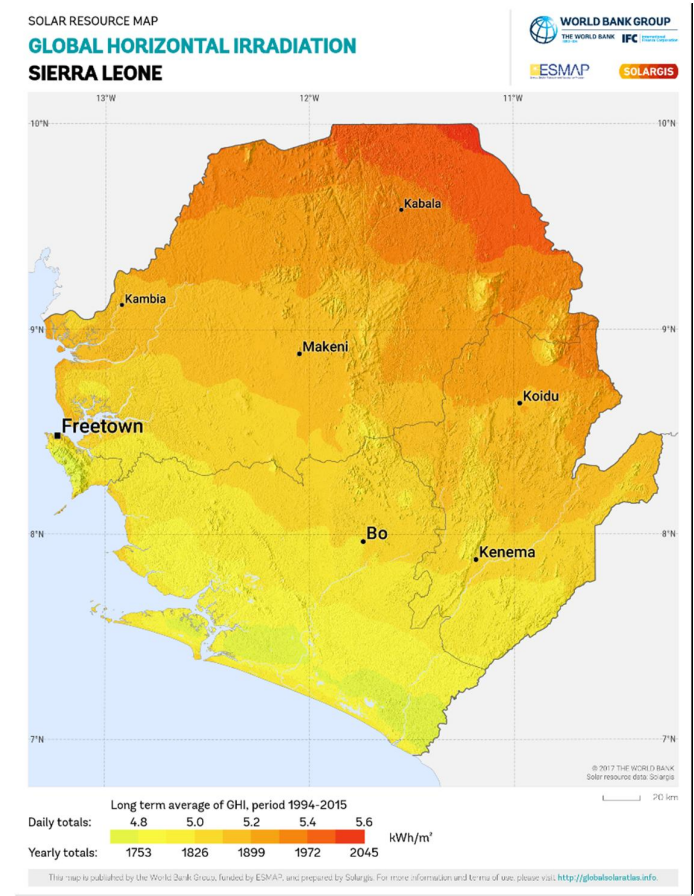 SOLAR RESOURCE MAP
GLOBAL HORIZONTAL IRRADIATION
SIERRA LEONE
WORLD BANK GROUP
THE WORLD BANK IFC International Finance Corporation
ESMAP SOLARGIS
13°W 12°W 11°W
10°N 10°N
Kabala
Kambia
9°N 9°N
Makeni
Koidu
Freetown
8°N 8°N
Bo
Kenema
7°N 7°N
© 2017 THE WORLD BANK
Solar resource data: Solargis
20 km
Long term average of GHI, period 1994-2015
Daily totals: 4.8 5.0 5.2 5.4 5.6
kWh/m²
Yearly totals: 1753 1826 1899 1972 2045
This map is published by the World Bank Group, funded by ESMAP, and prepared by Solargis. For more information and terms of use, please visit http://globalsolaratlas.info.